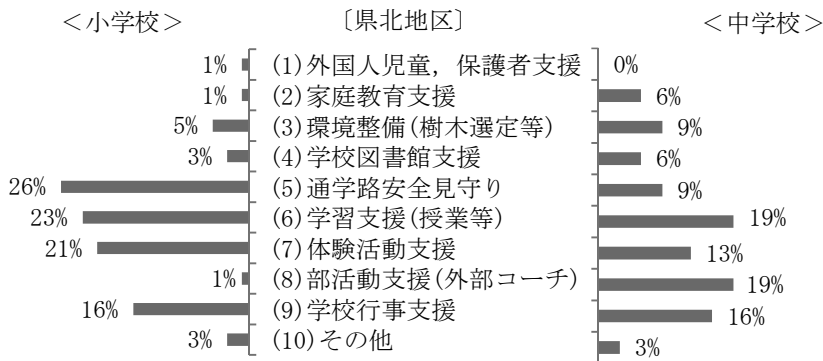 ＜小学校＞ 〔県北地区〕 ＜中学校＞
1% (1)外国人児童，保護者支援 0%
1% (2)家庭教育支援 6%
5% (3)環境整備(樹木選定等) 9%
3% (4)学校図書館支援 6%
26% (5)通学路安全見守り 9%
23% (6)学習支援(授業等) 19%
21% (7)体験活動支援 13%
1% (8)部活動支援(外部コーチ) 19%
16% (9)学校行事支援 16%
3% (10)その他 3%